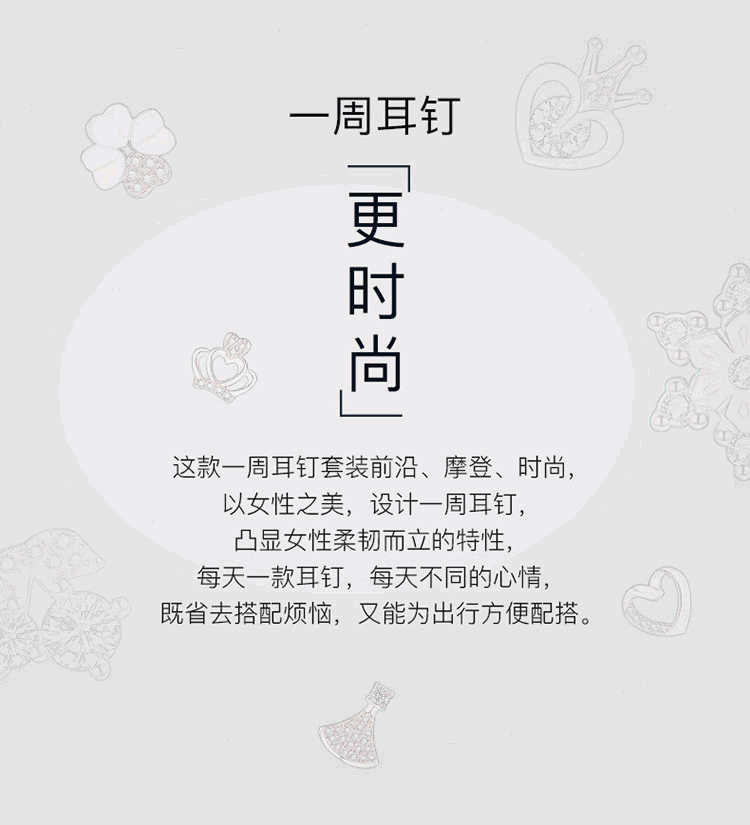 一周耳钉
「更时尚」
这款一周耳钉套装前沿、摩登、时尚，
以女性之美，设计一周耳钉，
凸显女性柔韧而立的特性，
每天一款耳钉，每天不同的心情，
既省去搭配烦恼，又能为出行方便配搭。